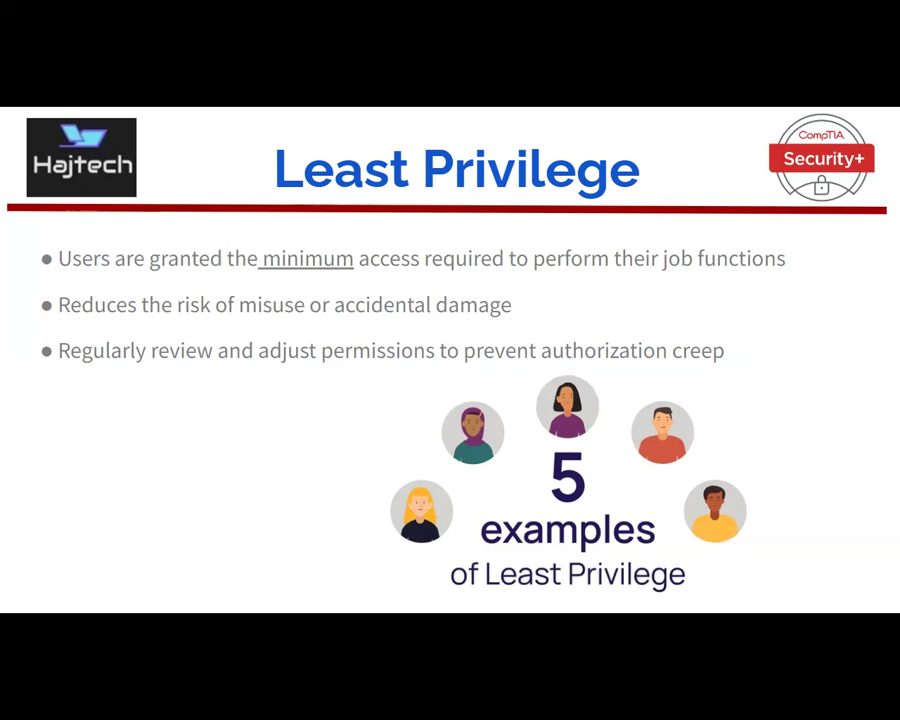 Hajtech
Least Privilege
CompTIA
Security+
● Users are granted the minimum access required to perform their job functions
● Reduces the risk of misuse or accidental damage
● Regularly review and adjust permissions to prevent authorization creep
5
examples
of Least Privilege